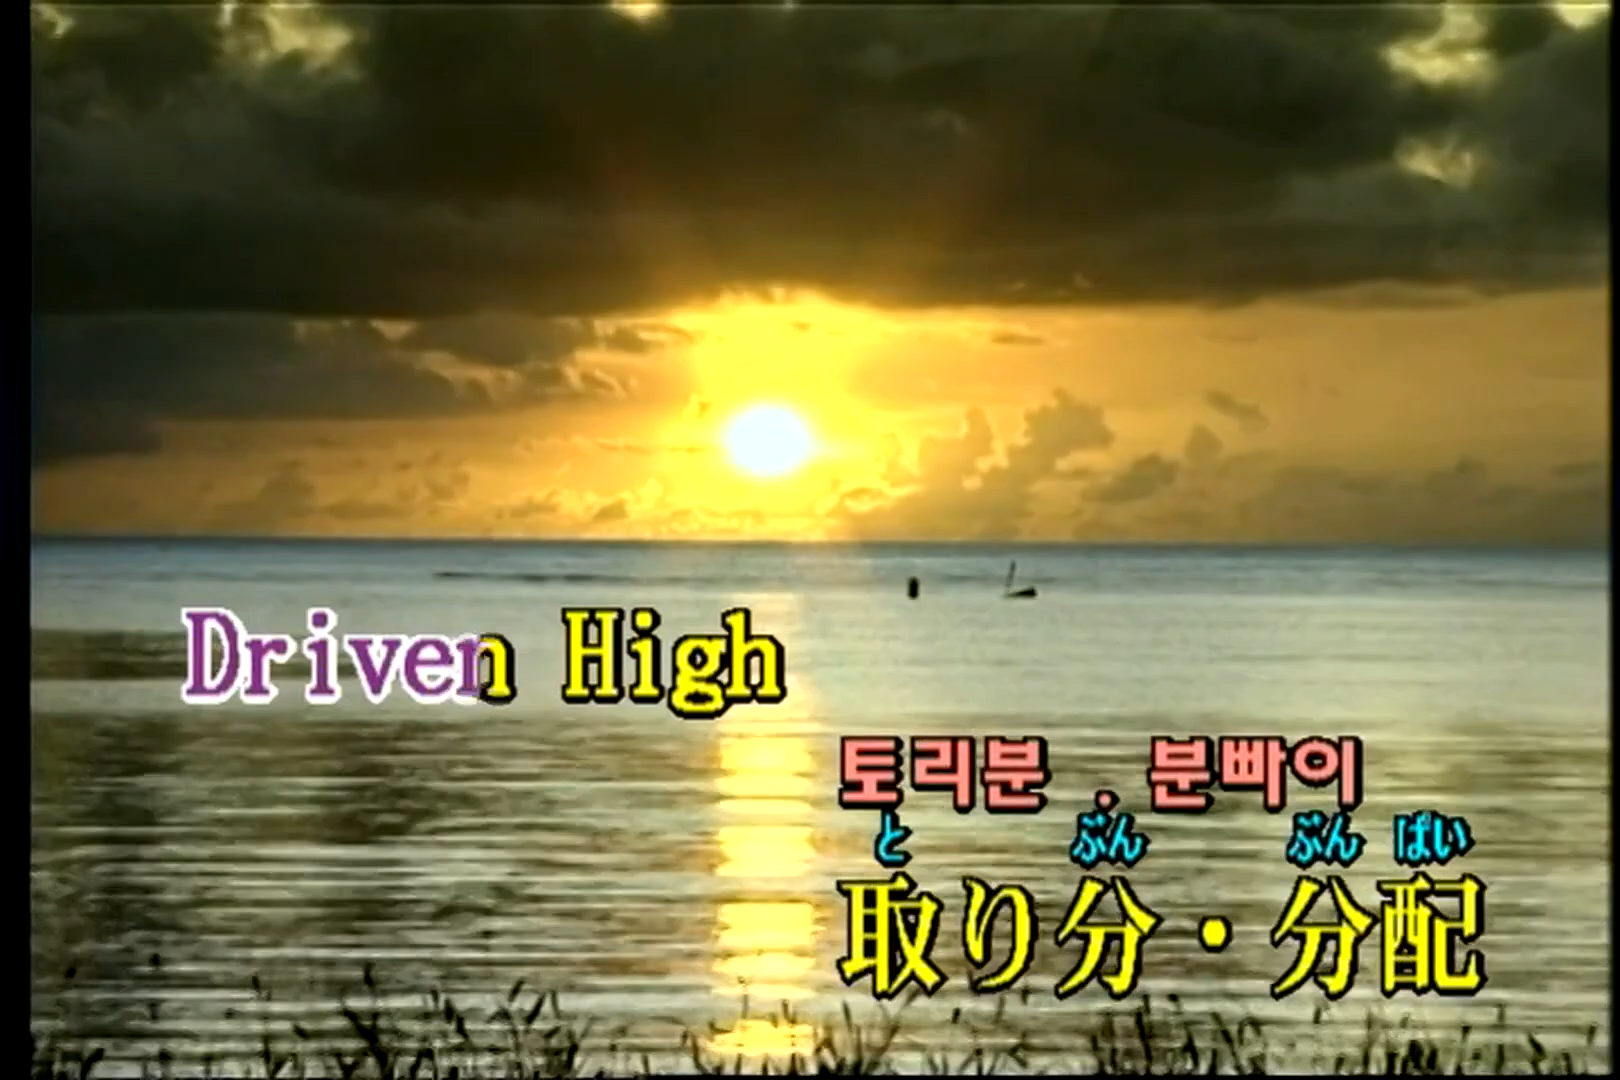 Driven High
토리분 . 분빠이
と ぶん ぶん ぱい
取り分・分配